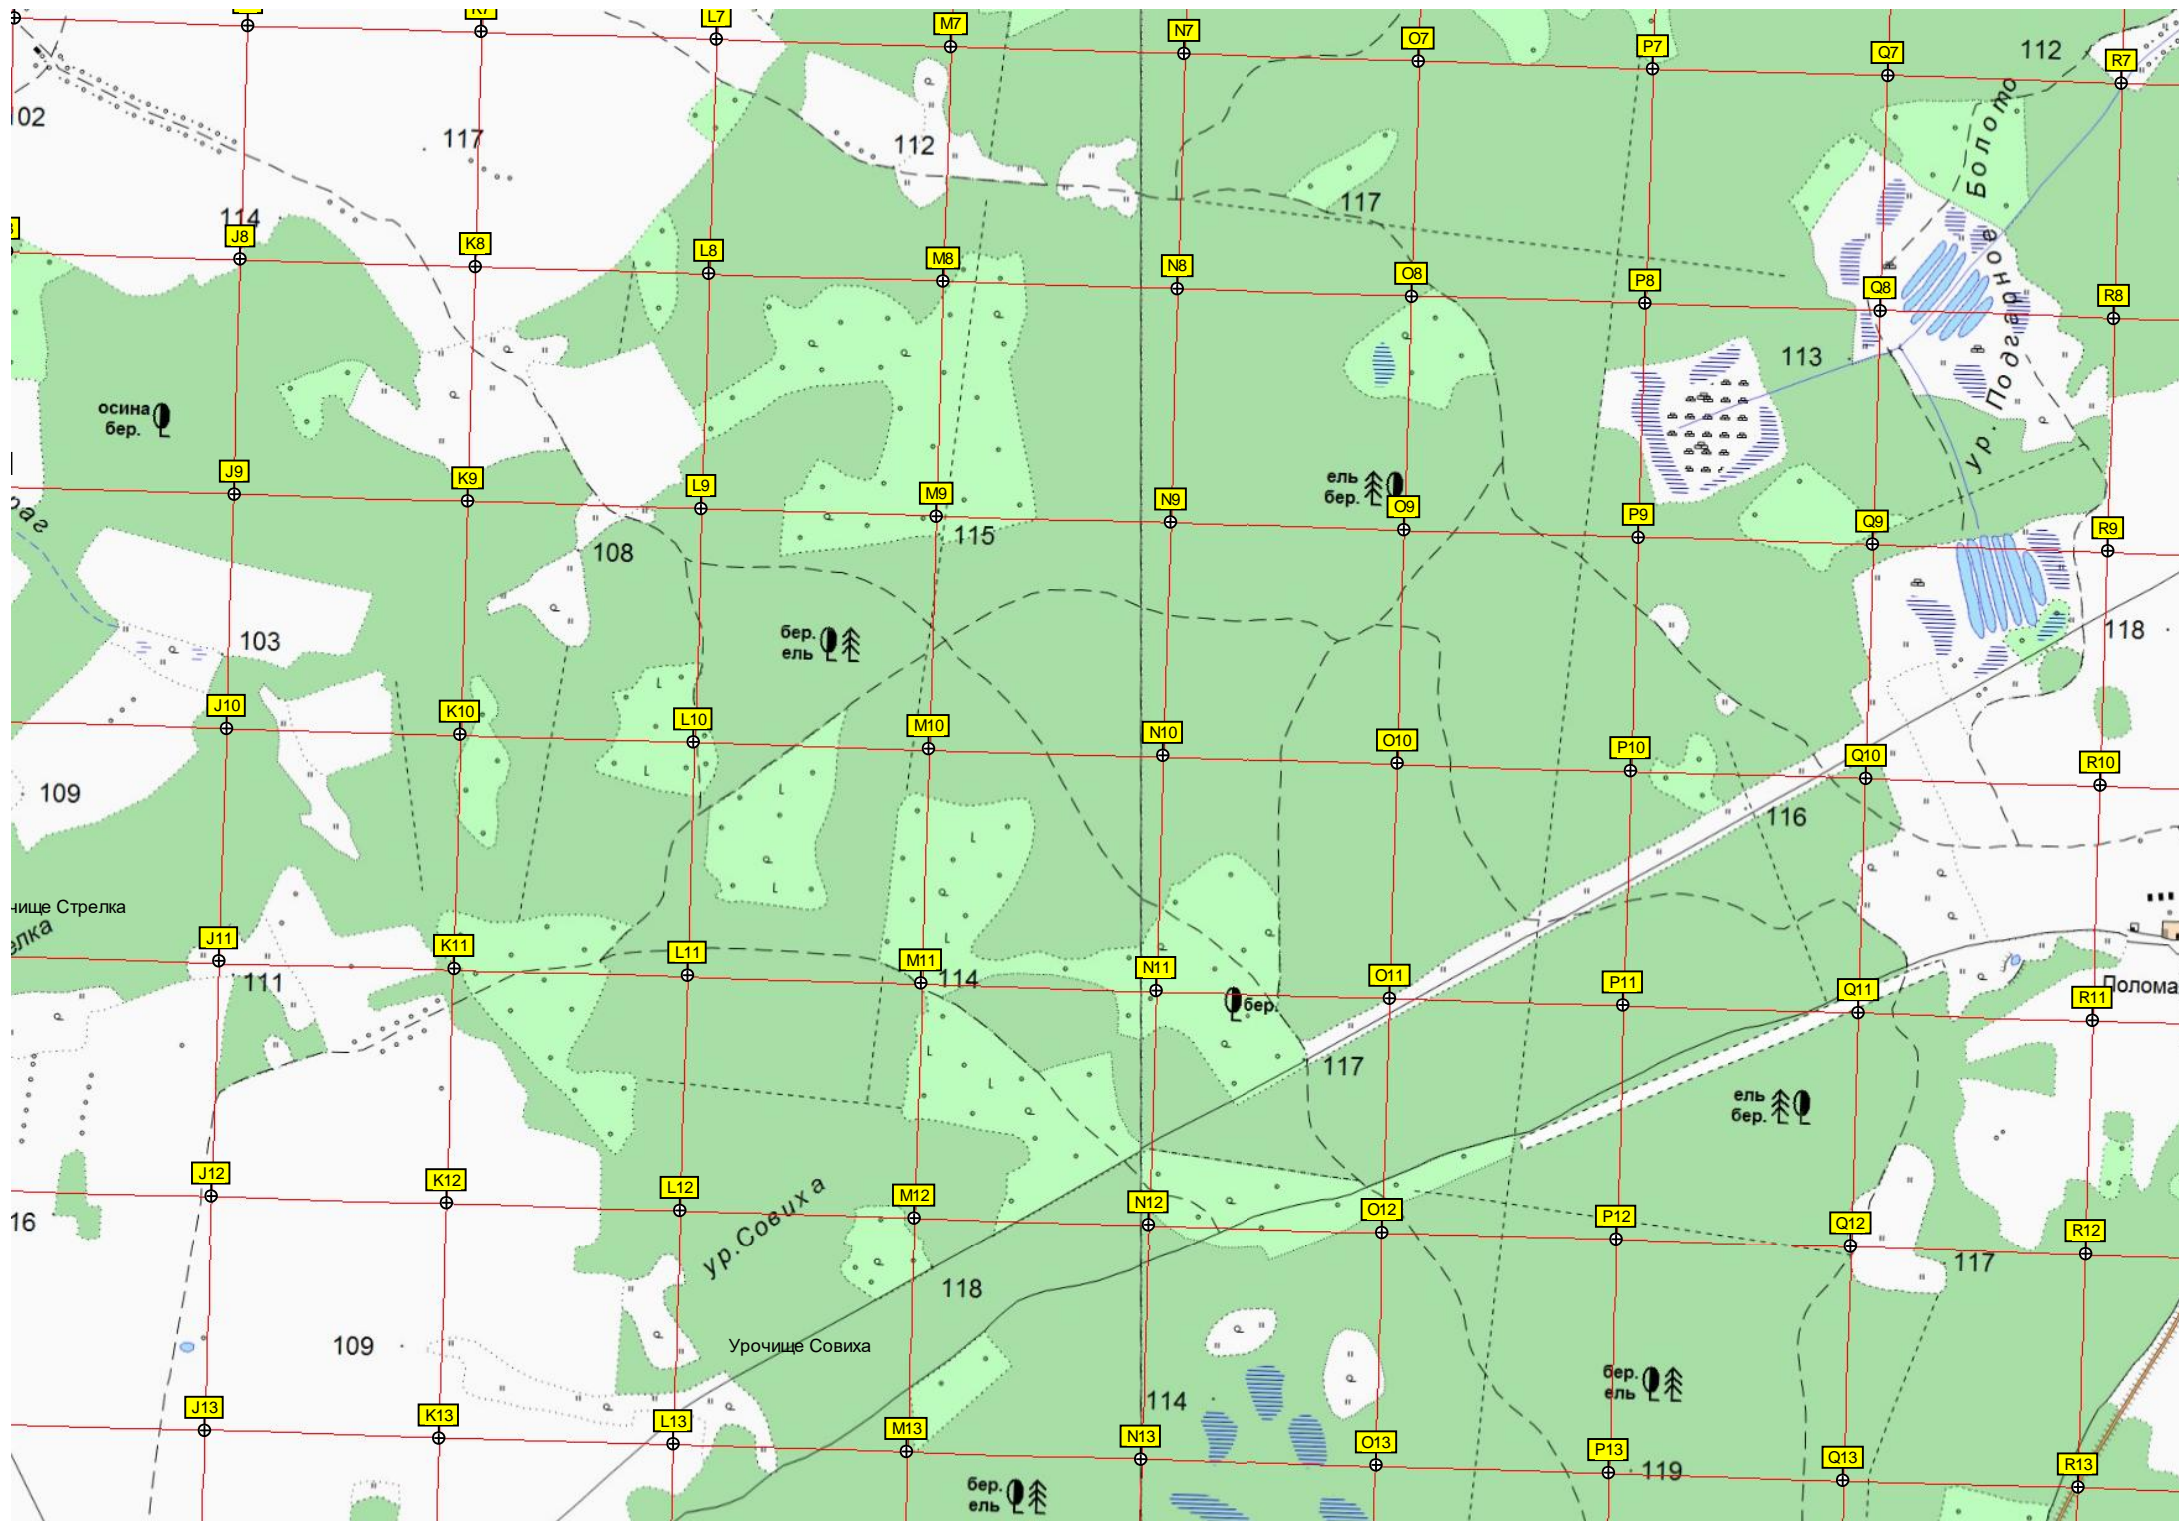 K7
L7
M7
N7
O7
P7
Q7
R7
112
102
117
112
Болото
117
114
J8
K8
L8
M8
N8
O8
P8
Q8
R8
ур. Подгарное
113
осина
бер.
J9
K9
L9
M9
N9
ель
бер.
O9
P9
Q9
R9
115
108
103
бер.
ель
118
J10
K10
L10
M10
N10
O10
P10
Q10
R10
109
116
чище Стрелка
елка
J11
K11
L11
M11
N11
O11
P11
Q11
R11
111
114
бер.
Полома
117
ель
бер.
J12
K12
L12
M12
N12
O12
P12
Q12
R12
16
ур.Совиха
118
117
109
Урочище Совиха
бер.
ель
114
J13
K13
L13
M13
N13
O13
P13
Q13
R13
119
бер.
ель